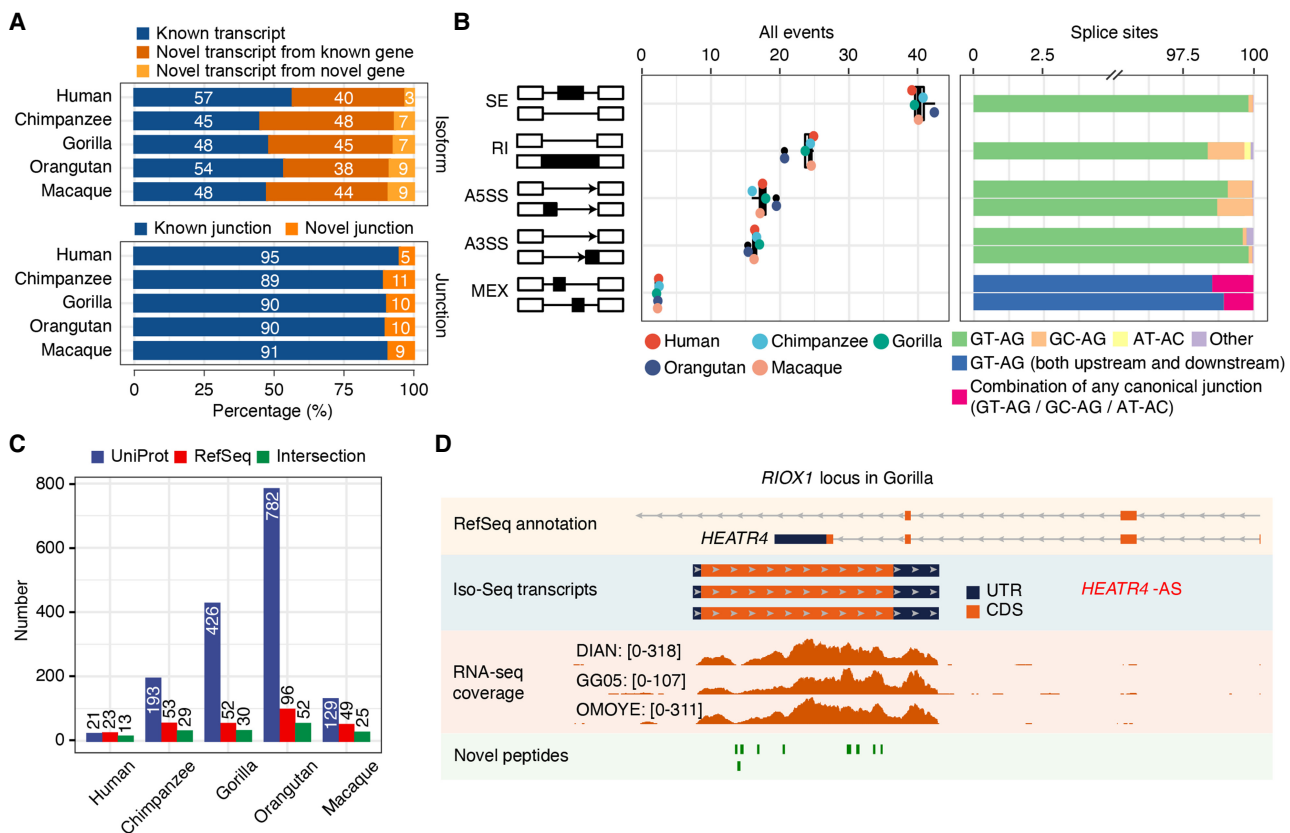 A
Known transcript
Novel transcript from known gene
Novel transcript from novel gene
Human 57 40 3
Chimpanzee 45 48 7
Gorilla 48 45 7
Orangutan 54 38 9
Macaque 48 44 9
Isoform
Known junction Novel junction
Human 95 5
Chimpanzee 89 11
Gorilla 90 10
Orangutan 90 10
Macaque 91 9
Junction
0 25 50 75 100
Percentage (%)
B
All events
0 10 20 30 40
Splice sites
0 2.5 // 97.5 100
SE
RI
A5SS
A3SS
MEX
Human Chimpanzee Gorilla
Orangutan Macaque
GT-AG GC-AG AT-AC Other
GT-AG (both upstream and downstream)
Combination of any canonical junction
(GT-AG / GC-AG / AT-AC)
C
UniProt RefSeq Intersection
Number
800
600
400
200
0
21 23 13
193 53 29
426 52 30
782 96 52
129 49 25
Human
Chimpanzee
Gorilla
Orangutan
Macaque
D
RIOX1 locus in Gorilla
RefSeq annotation
HEATR4
Iso-Seq transcripts
UTR
CDS
HEATR4 -AS
RNA-seq
coverage
DIAN: [0-318]
GG05: [0-107]
OMOYE: [0-311]
Novel peptides